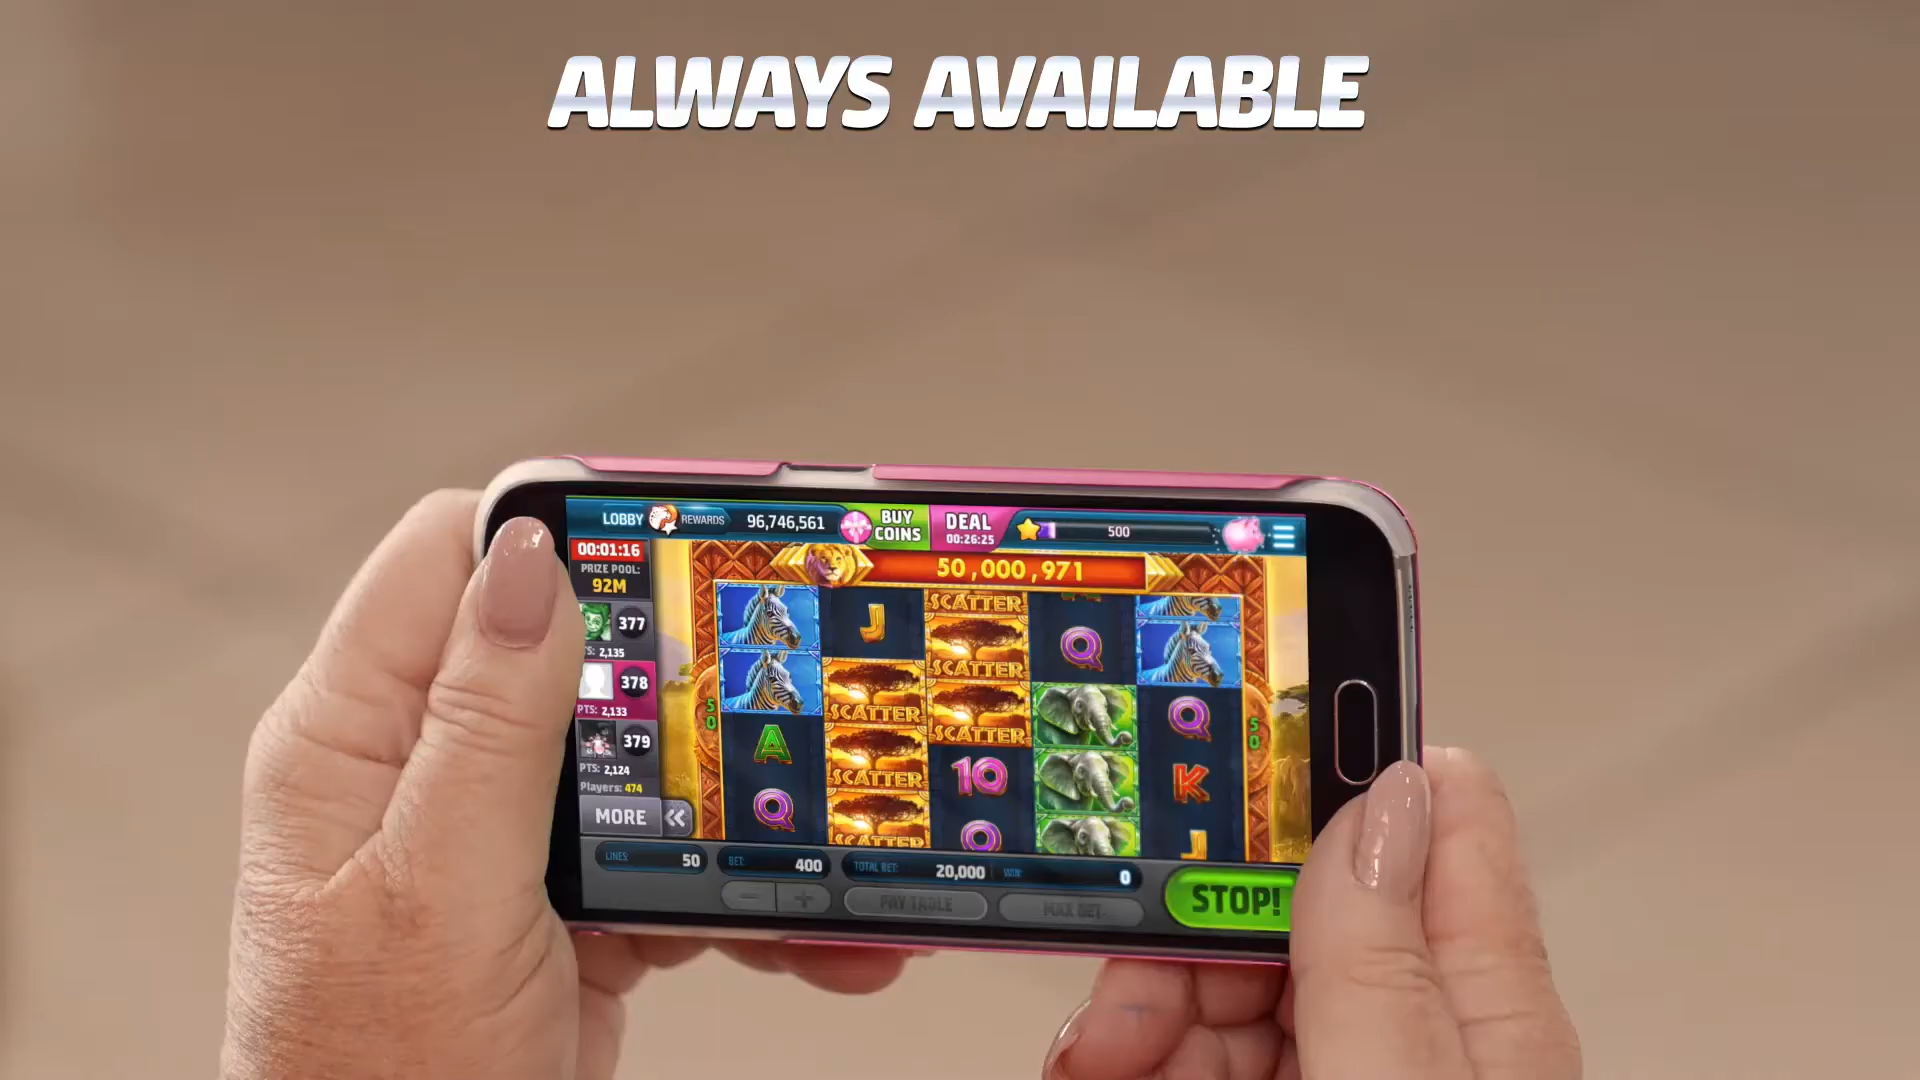 ALWAYS AVAILABLE
LOBBY REWARDS 96,746,561 BUY COINS DEAL 00:26:25 500
00:01:16
PRIZE POOL:
92M
50,000,971
377
2,135
378
PTS: 2,133
379
PTS: 2,124
Players: 474
MORE
50
50
J
SCATTER
Q
SCATTER
SCATTER
Q
A
SCATTER
SCATTER
10
K
Q
SCATTER
SCATTER
Q
J
LINES: 50 BET: 400 TOTAL BET: 20,000 WIN: 0
PAY TABLE MAX BET STOP!